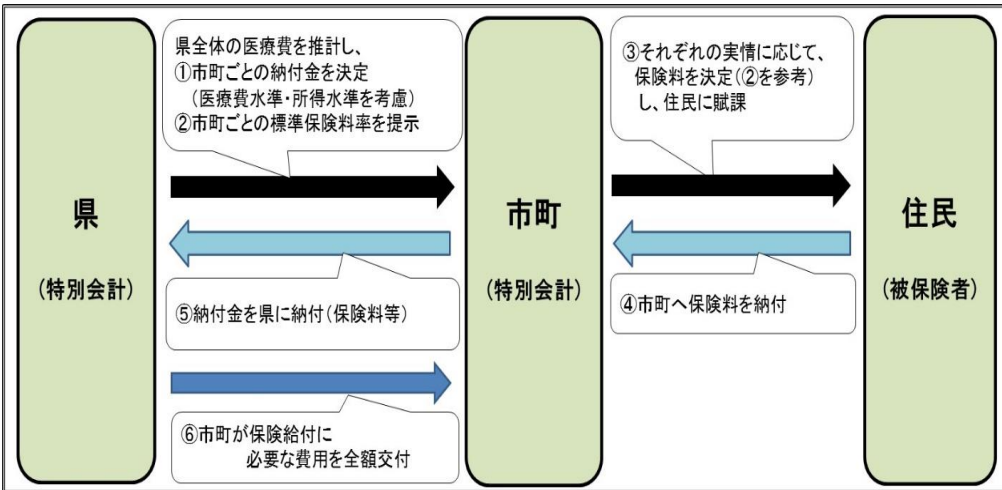 県全体の医療費を推計し、
①市町ごとの納付金を決定
(医療費水準・所得水準を考慮)
②市町ごとの標準保険料率を提示
③それぞれの実情に応じて、
保険料を決定(②を参考)
し、住民に賦課
県
(特別会計)
市町
(特別会計)
住民
(被保険者)
⑤納付金を県に納付(保険料等)
④市町へ保険料を納付
⑥市町が保険給付に
必要な費用を全額交付